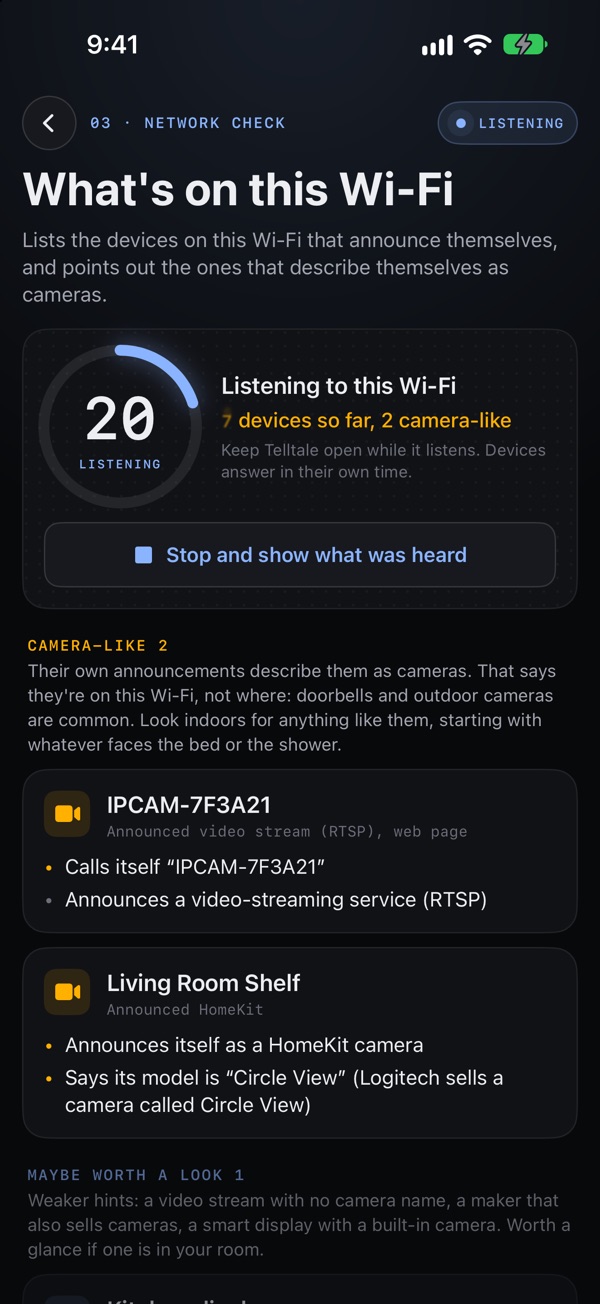 9:41
03 · NETWORK CHECK
LISTENING
What's on this Wi-Fi
Lists the devices on this Wi-Fi that announce themselves,
and points out the ones that describe themselves as
cameras.
20
LISTENING
Listening to this Wi-Fi
7 devices so far, 2 camera-like
Keep Telltale open while it listens. Devices
answer in their own time.
Stop and show what was heard
CAMERA-LIKE 2
Their own announcements describe them as cameras. That says
they're on this Wi-Fi, not where: doorbells and outdoor cameras
are common. Look indoors for anything like them, starting with
whatever faces the bed or the shower.
IPCAM-7F3A21
Announced video stream (RTSP), web page
• Calls itself “IPCAM-7F3A21”
• Announces a video-streaming service (RTSP)
Living Room Shelf
Announced HomeKit
• Announces itself as a HomeKit camera
• Says its model is “Circle View” (Logitech sells a
camera called Circle View)
MAYBE WORTH A LOOK 1
Weaker hints: a video stream with no camera name, a maker that
also sells cameras, a smart display with a built-in camera. Worth a
glance if one is in your room.